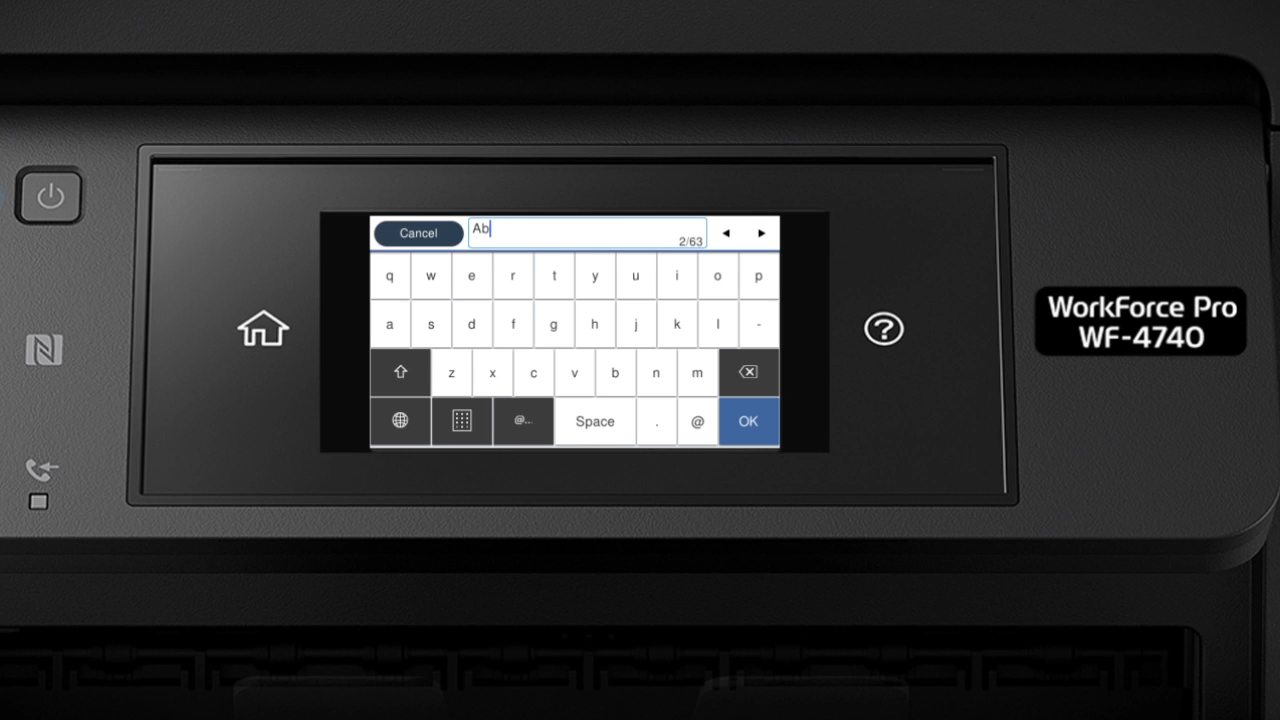 Cancel Ab 2/63
q w e r t y u i o p
a s d f g h j k l -
z x c v b n m
@... Space . @ OK
WorkForce Pro
WF-4740